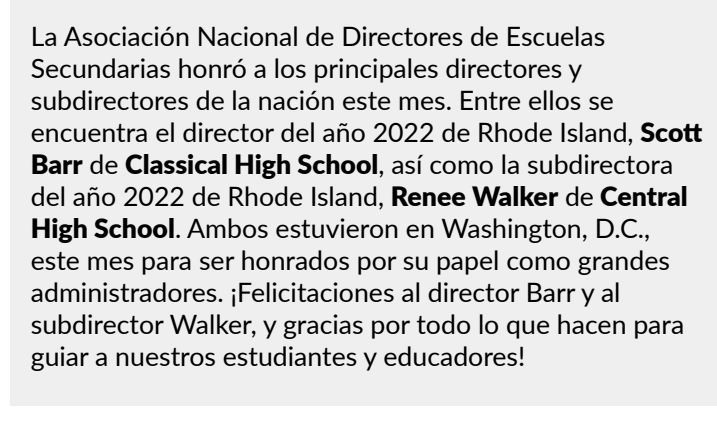 La Asociación Nacional de Directores de Escuelas
Secundarias honró a los principales directores y
subdirectores de la nación este mes. Entre ellos se
encuentra el director del año 2022 de Rhode Island, Scott
Barr de Classical High School, así como la subdirectora
del año 2022 de Rhode Island, Renee Walker de Central
High School. Ambos estuvieron en Washington, D.C.,
este mes para ser honrados por su papel como grandes
administradores. ¡Felicitaciones al director Barr y al
subdirector Walker, y gracias por todo lo que hacen para
guiar a nuestros estudiantes y educadores!